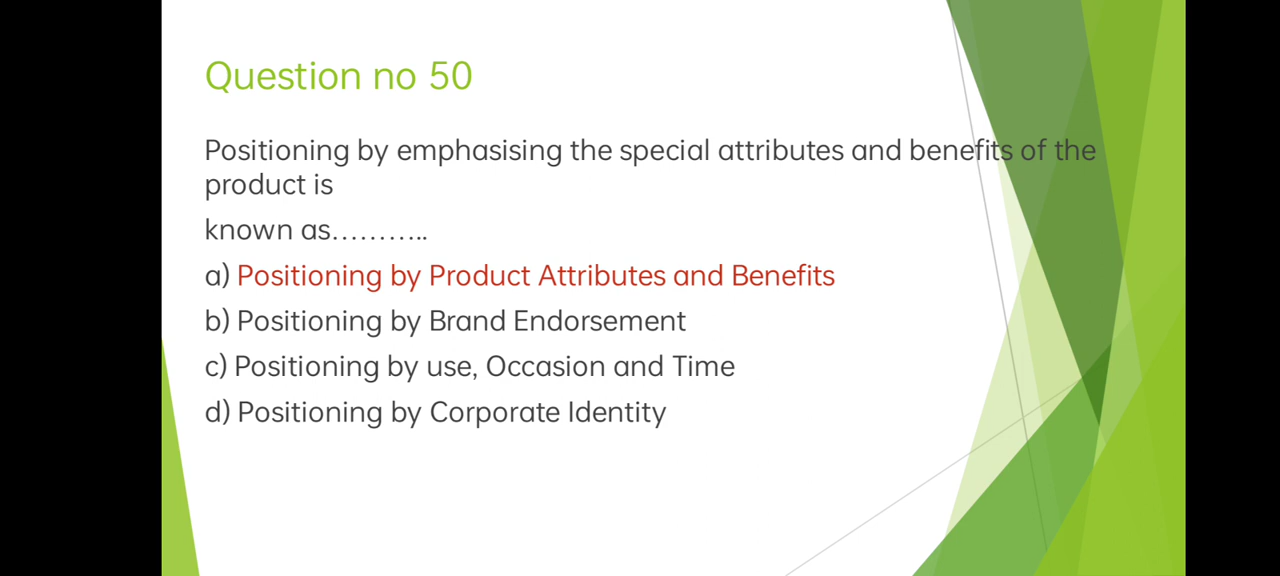 Question no 50
Positioning by emphasising the special attributes and benefits of the
product is
known as………..
a) Positioning by Product Attributes and Benefits
b) Positioning by Brand Endorsement
c) Positioning by use, Occasion and Time
d) Positioning by Corporate Identity